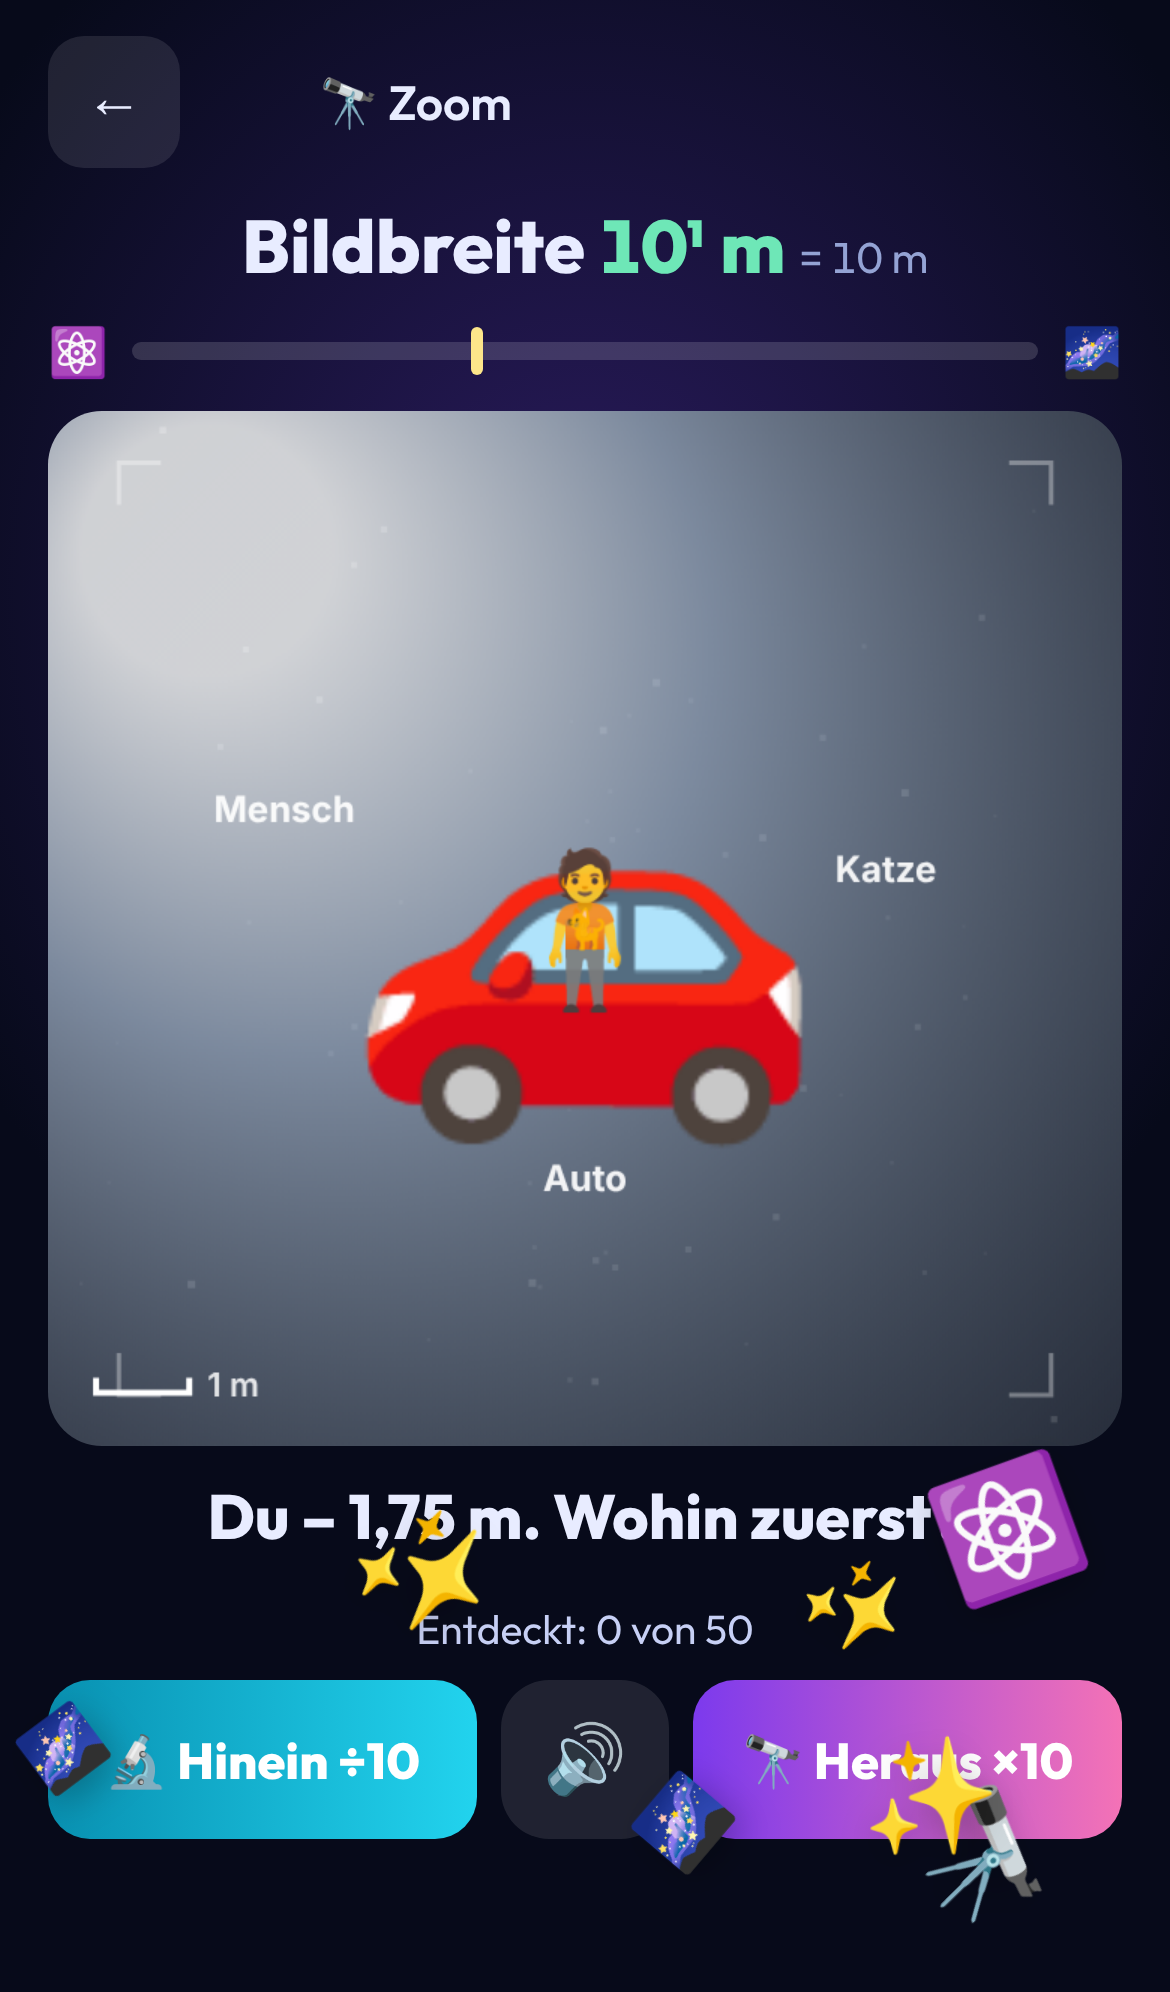 ← Zoom
Bildbreite 10¹ m = 10 m
Mensch
Katze
Auto
1 m
Du – 1,75 m. Wohin zuerst
Entdeckt: 0 von 50
Hinein ÷10
Heraus ×10